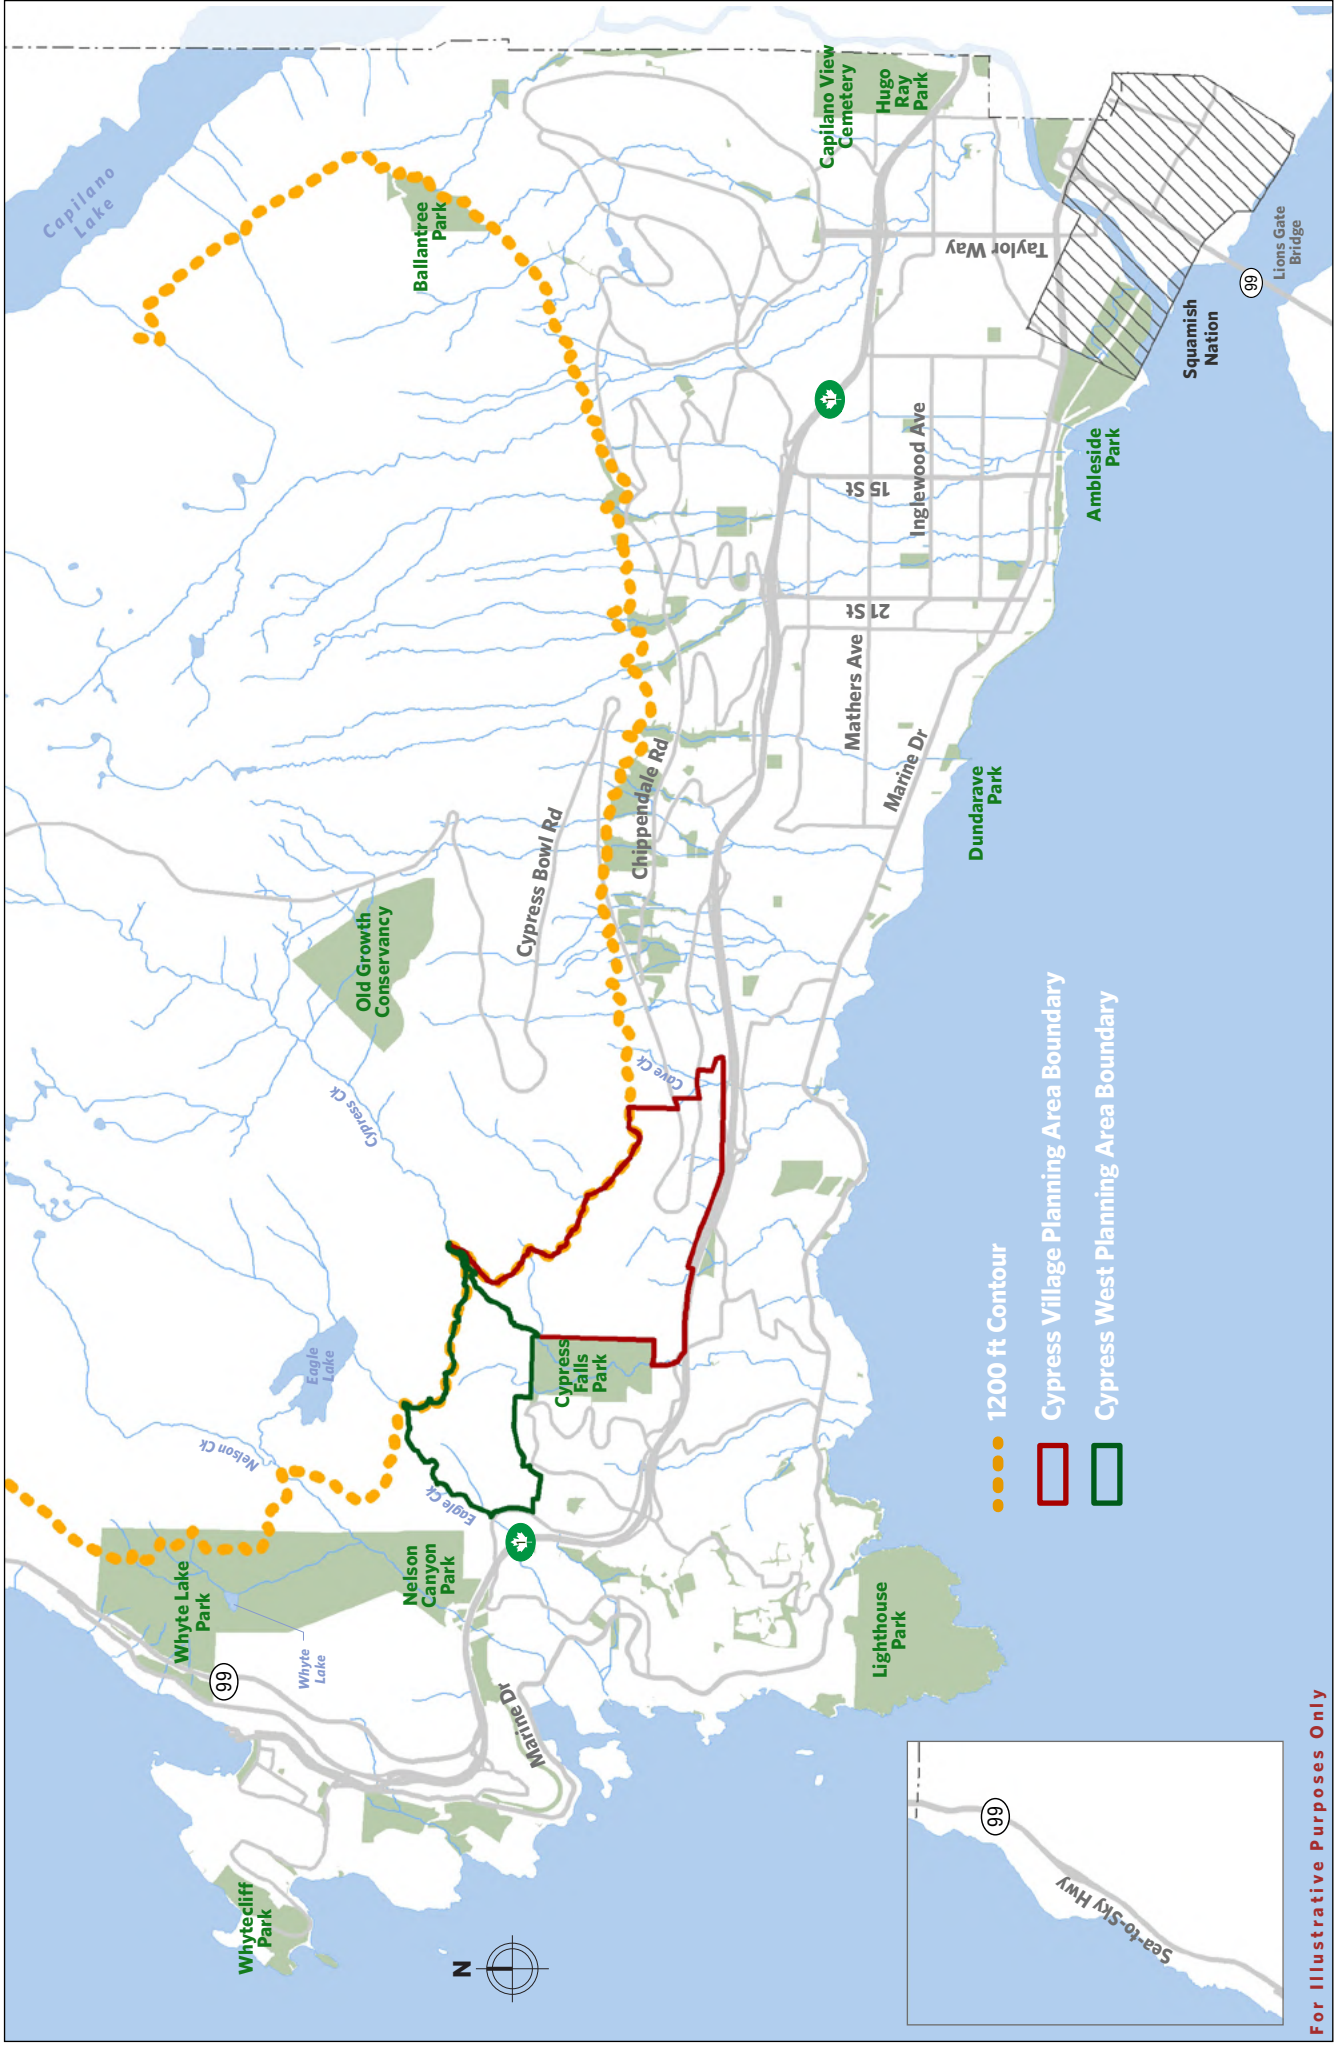 Capilano
Lake
Capilano View
Cemetery
Hugo
Ray
Park
Ballantree
Park
Taylor Way
Lions Gate
Bridge
99
Squamish
Nation
1
Ambleside
Park
Inglewood Ave
15 St
21 St
Mathers Ave
Marine Dr
Dundarave
Park
Chippendale Rd
Cypress Bowl Rd
Old Growth
Conservancy
Cypress Ck
Cave Ck
Eagle
Lake
Cypress
Falls
Park
Nelson Ck
Eagle Ck
1
Whyte Lake
Park
Nelson
Canyon
Park
Whyte
Lake
99
Marine Dr
Lighthouse
Park
Whytecliff
Park
N
1200 ft Contour
Cypress Village Planning Area Boundary
Cypress West Planning Area Boundary
99
Sea-to-Sky Hwy
For Illustrative Purposes Only